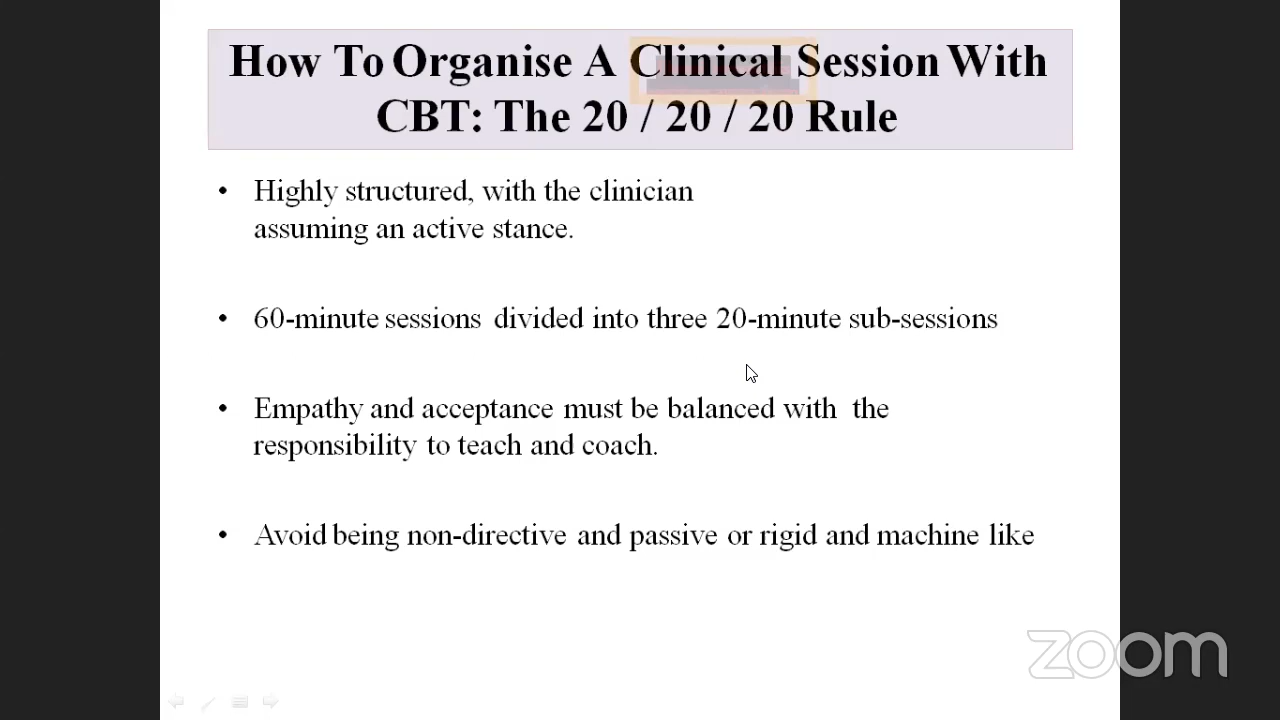 How To Organise A Clinical Session With
CBT: The 20 / 20 / 20 Rule
• Highly structured, with the clinician
assuming an active stance.
• 60-minute sessions divided into three 20-minute sub-sessions
• Empathy and acceptance must be balanced with the
responsibility to teach and coach.
• Avoid being non-directive and passive or rigid and machine like
zoom